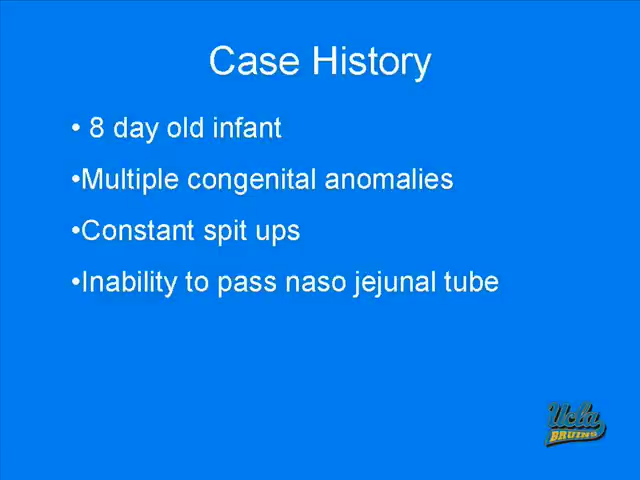 Case History
• 8 day old infant
•Multiple congenital anomalies
•Constant spit ups
•Inability to pass naso jejunal tube
Ucla
BRUINS